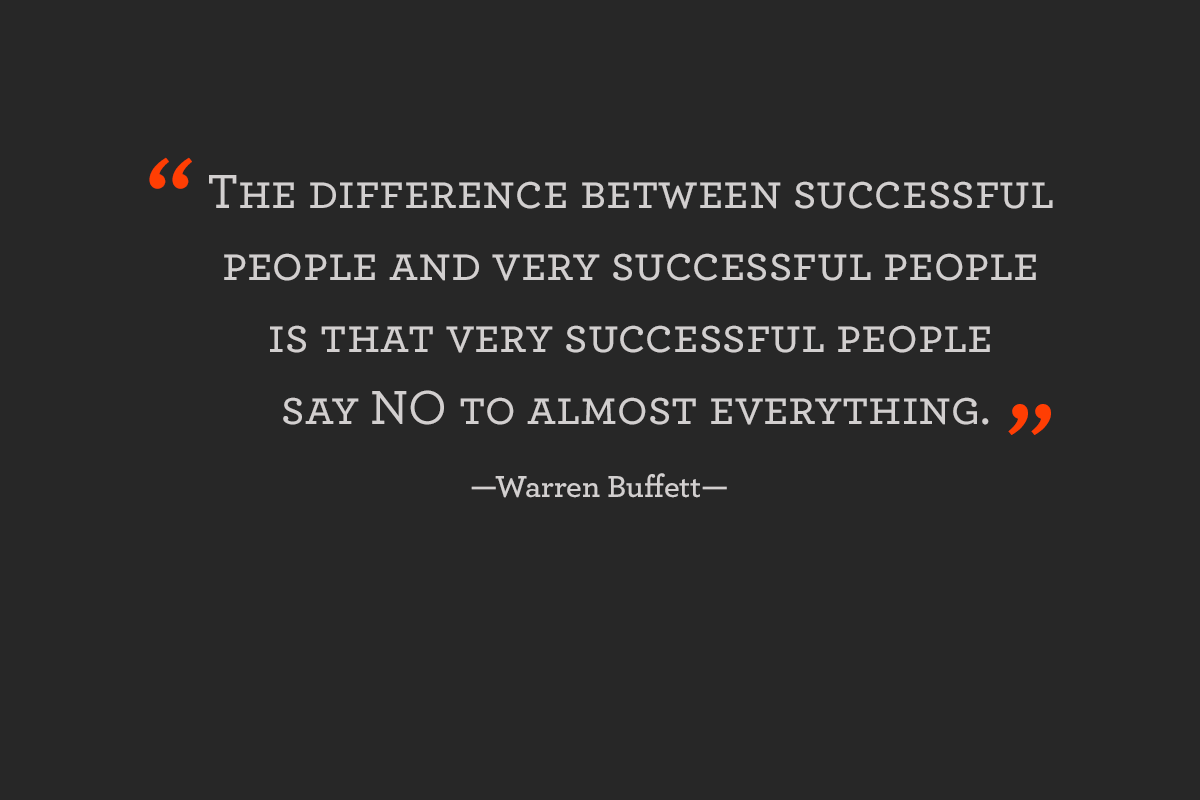 “ The difference between successful
people and very successful people
is that very successful people
say NO to almost everything. ”
—Warren Buffett—